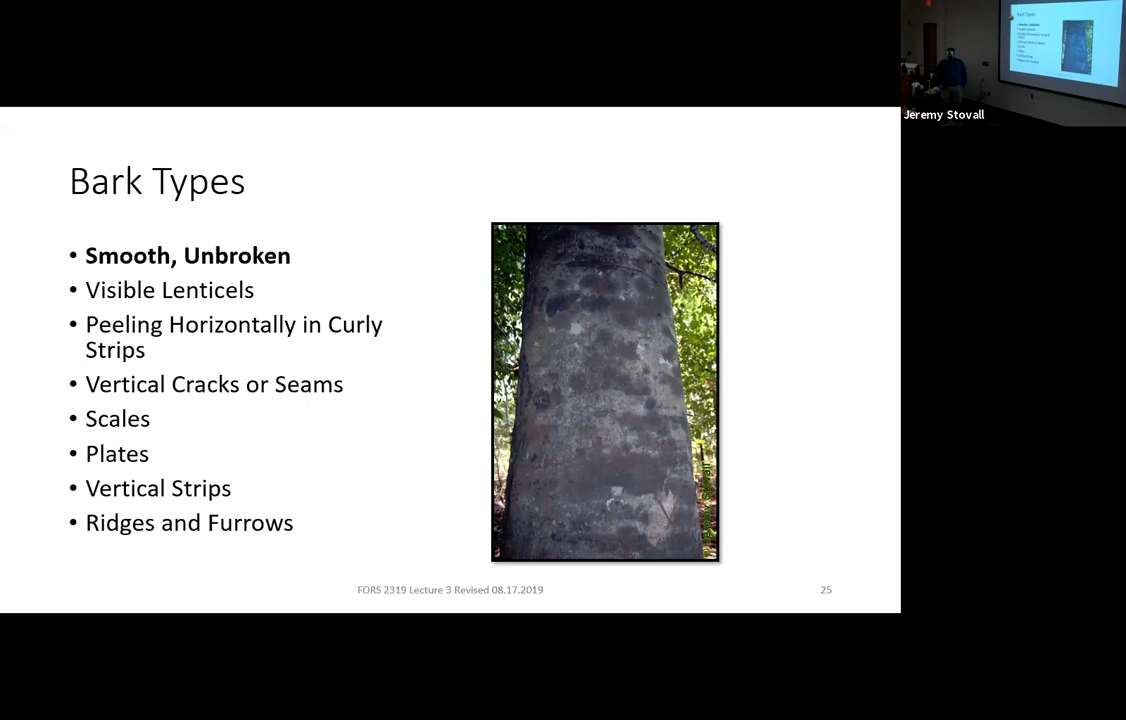 Jeremy Stovall
Bark Types
• Smooth, Unbroken
• Visible Lenticels
• Peeling Horizontally in Curly
Strips
• Vertical Cracks or Seams
• Scales
• Plates
• Vertical Strips
• Ridges and Furrows
FORS 2319 Lecture 3 Revised 08.17.2019
25